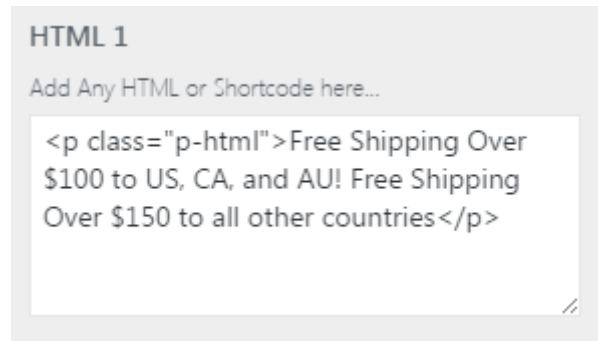 HTML 1
Add Any HTML or Shortcode here...
<p class="p-html">Free Shipping Over
$100 to US, CA, and AU! Free Shipping
Over $150 to all other countries</p>